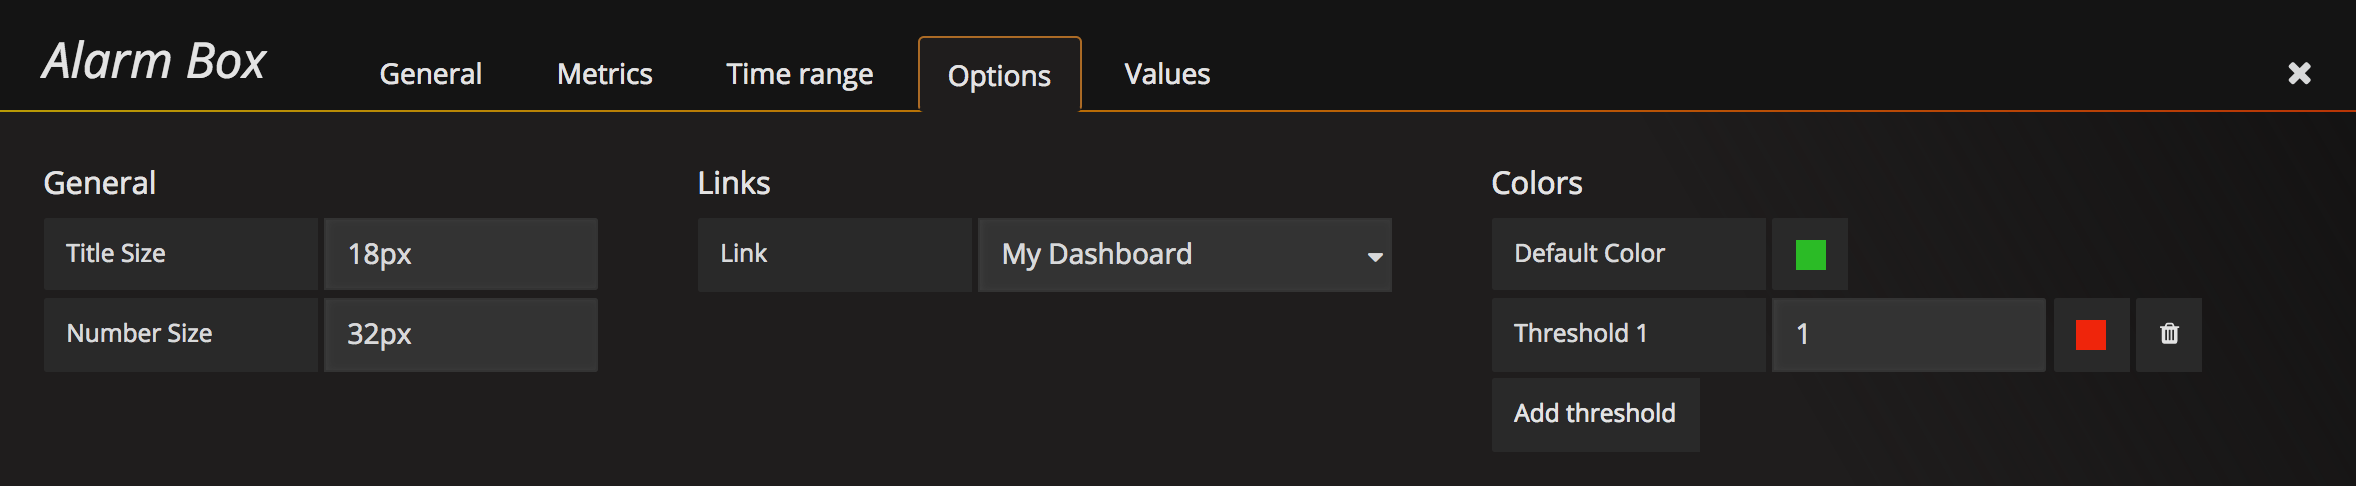 Alarm Box General Metrics Time range Options Values
General
Title Size 18px
Number Size 32px
Links
Link My Dashboard
Colors
Default Color
Threshold 1 1
Add threshold